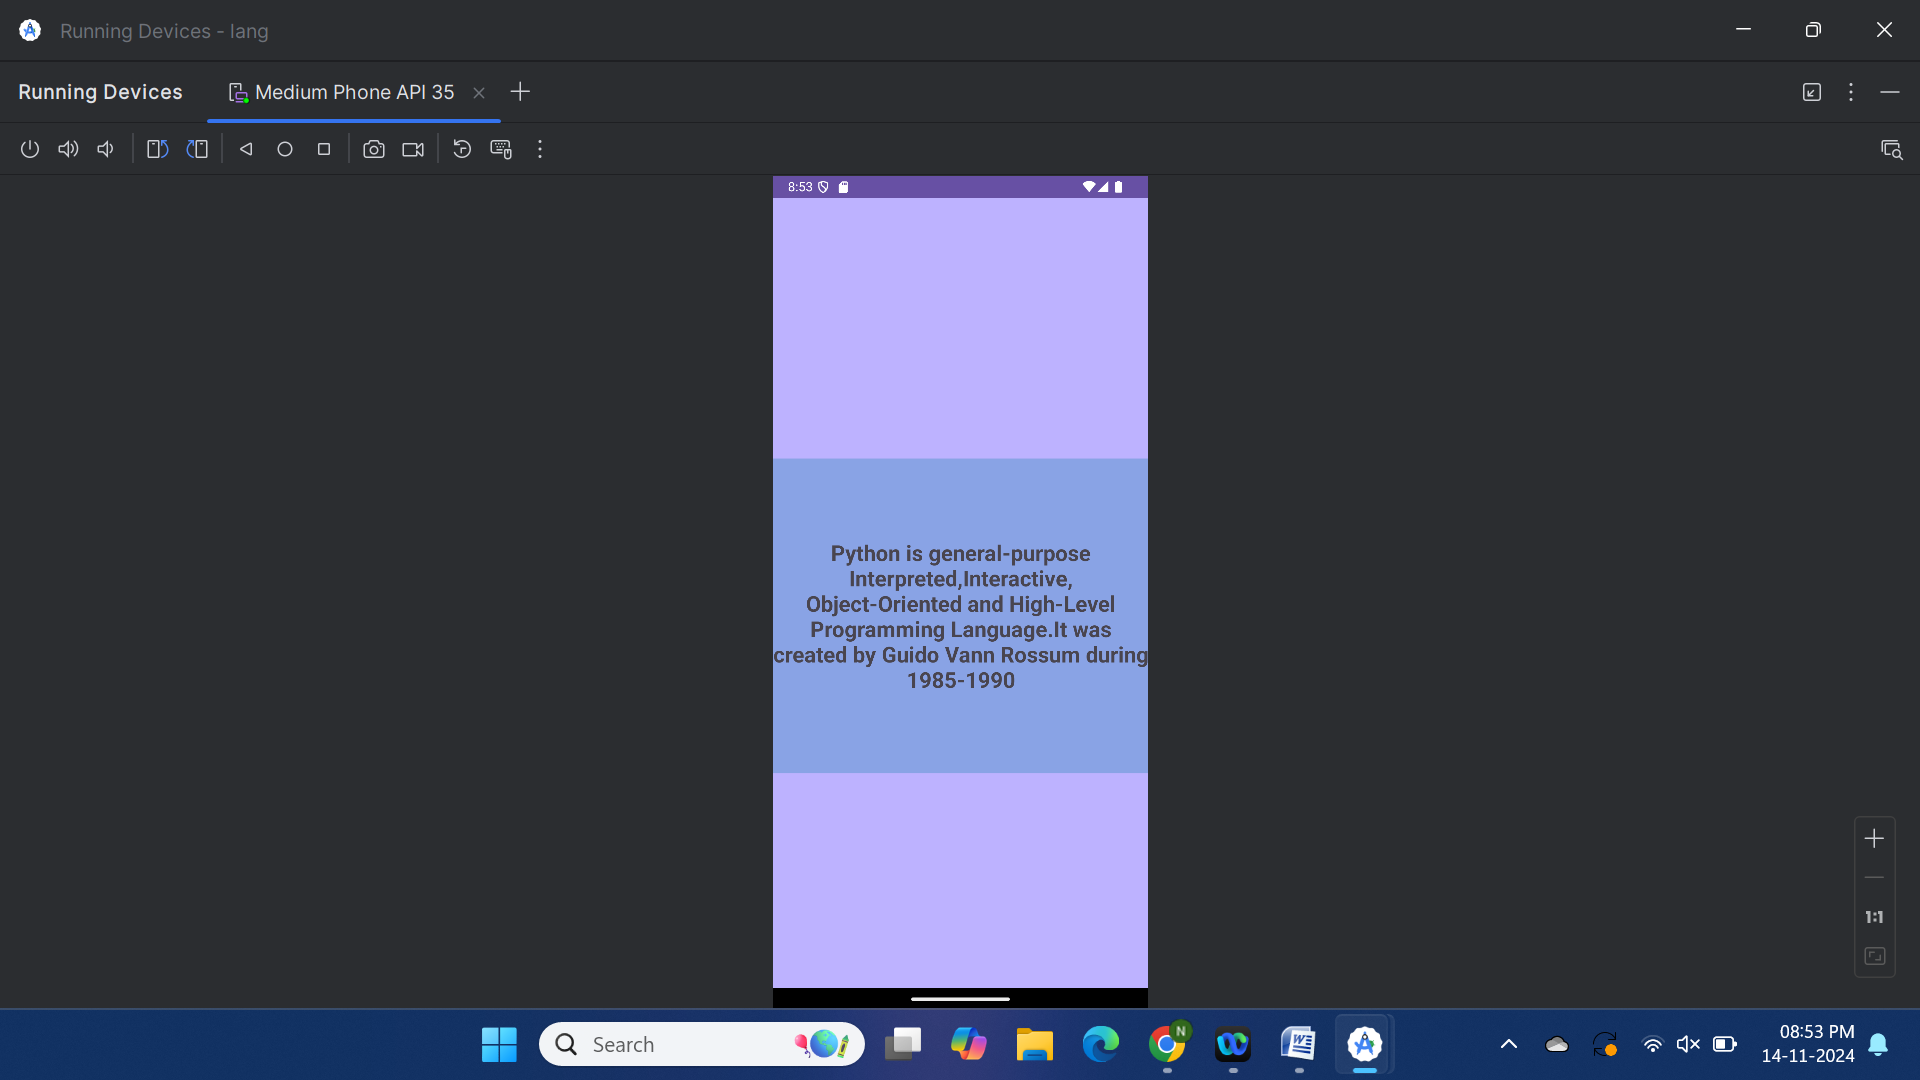 Running Devices - lang
Running Devices
Medium Phone API 35
8:53
Python is general-purpose
Interpreted,Interactive,
Object-Oriented and High-Level
Programming Language.It was
created by Guido Vann Rossum during
1985-1990
1:1
Search
N
W
08:53 PM
14-11-2024